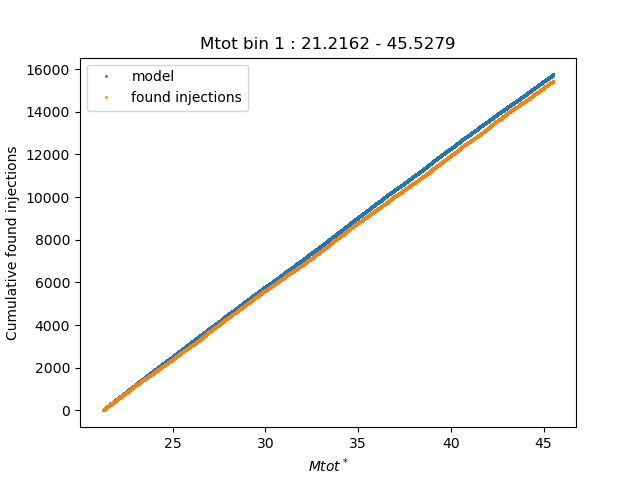 Mtot bin 1 : 21.2162 - 45.5279
model
found injections
16000
14000
12000
10000
8000
6000
4000
2000
0
Cumulative found injections
25
30
35
40
45
Mtot*